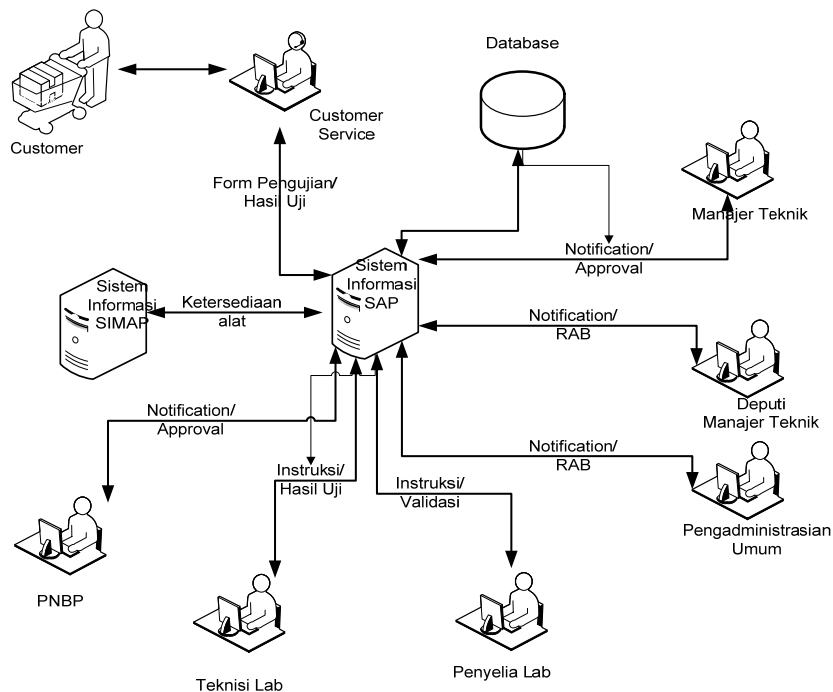 Database
Customer
Service
Customer
Form Pengujian/
Hasil Uji
Manajer Teknik
Notification/
Approval
Sistem
Informasi
SAP
Sistem
Informasi
SIMAP
Ketersediaan
alat
Notification/
RAB
Deputi
Manajer Teknik
Notification/
Approval
Notification/
RAB
Instruksi/
Hasil Uji
Instruksi/
Validasi
Pengadministrasian
Umum
PNBP
Penyelia Lab
Teknisi Lab